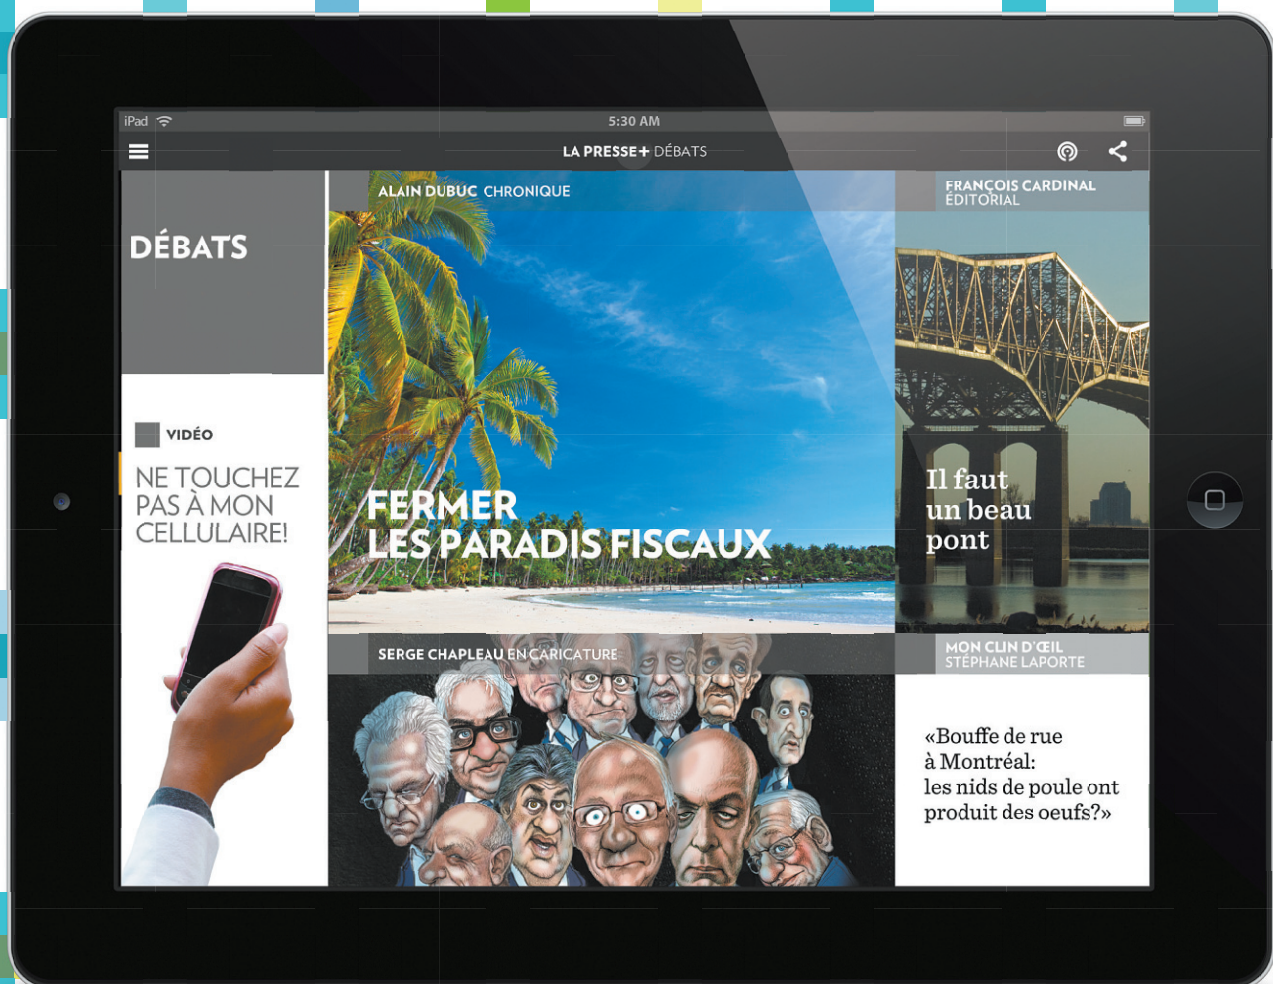 iPad
5:30 AM
LA PRESSE+ DÉBATS
DÉBATS
VIDÉO
NE TOUCHEZ
PAS À MON
CELLULAIRE!
ALAIN DUBUC CHRONIQUE
FERMER
LES PARADIS FISCAUX
FRANÇOIS CARDINAL
ÉDITORIAL
Il faut
un beau
pont
SERGE CHAPLEAU EN CARICATURE
MON CLIN D'ŒIL
STÉPHANE LAPORTE
«Bouffe de rue
à Montréal:
les nids de poule ont
produit des oeufs?»